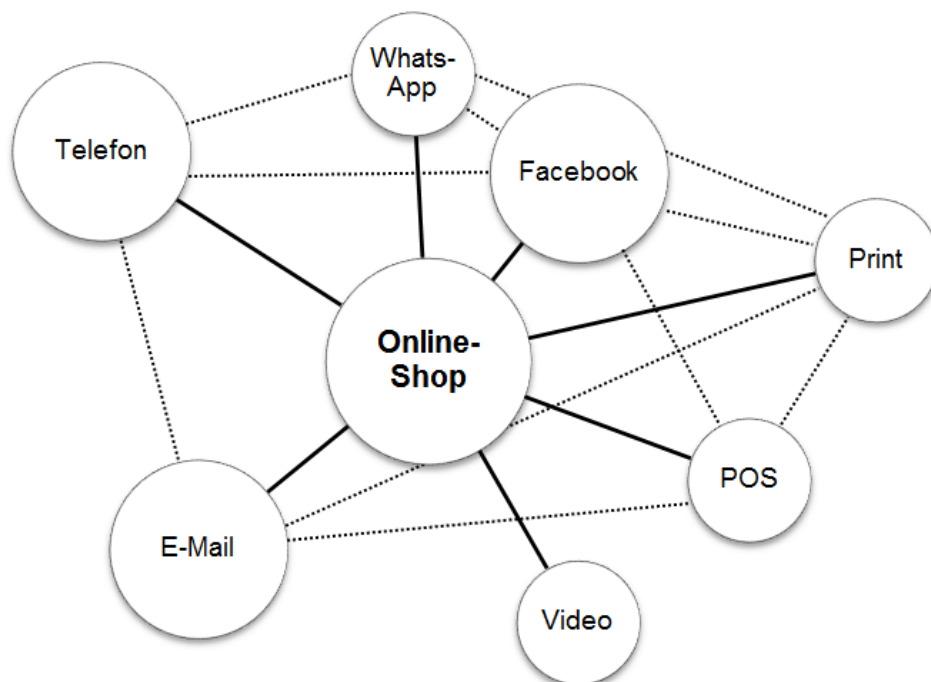 Whats-
App
Telefon
Facebook
Print
Online-
Shop
POS
E-Mail
Video